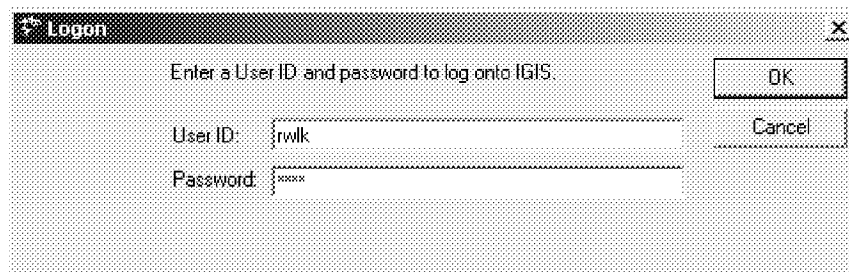 Logon
Enter a User ID and password to log onto IGIS.
OK
User ID: rwlk
Cancel
Password: ****